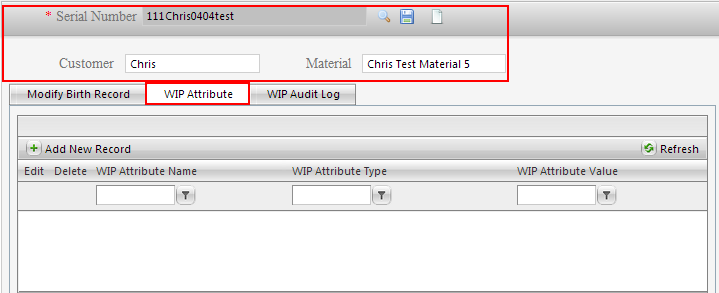 * Serial Number 111Chris0404test
Customer Chris Material Chris Test Material 5
Modify Birth Record WIP Attribute WIP Audit Log
Add New Record Refresh
Edit Delete WIP Attribute Name WIP Attribute Type WIP Attribute Value